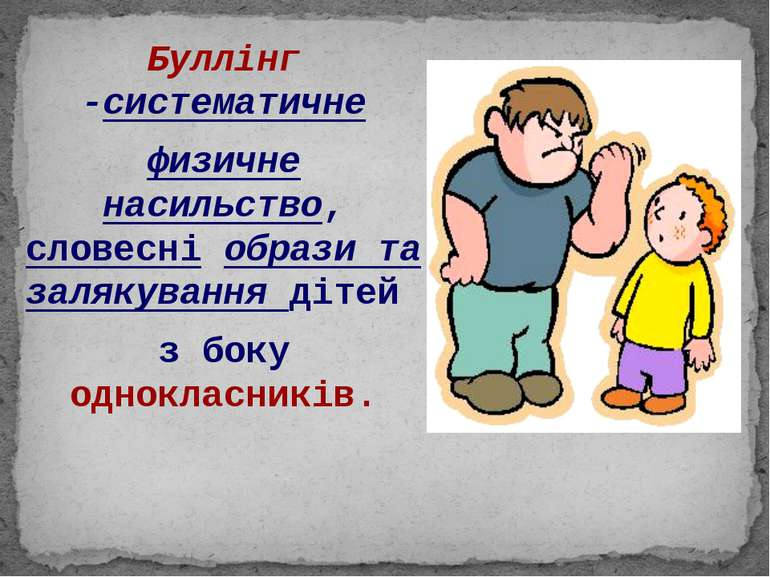 Буллінг
-систематичне
физичне
насильство,
словесні образи та
залякування дітей
з боку
однокласників.